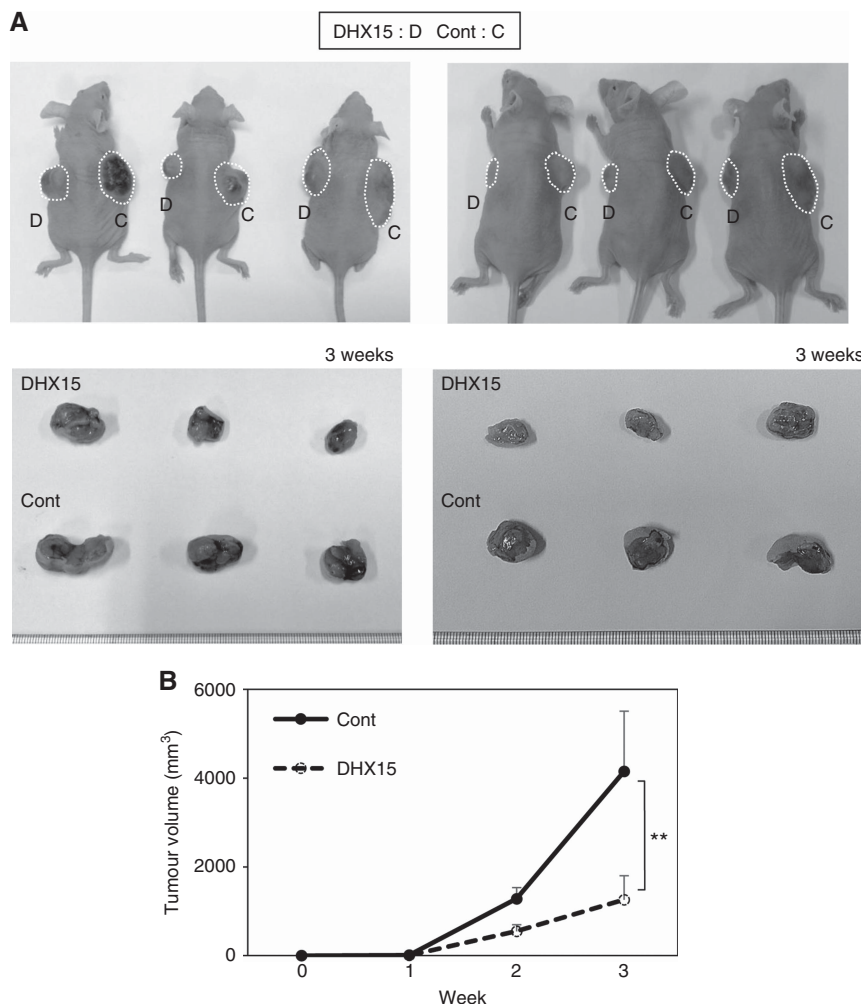 A
DHX15 : D Cont : C
D C D C D C
D C D C D C
3 weeks
DHX15
Cont
3 weeks
DHX15
Cont
B
Tumour volume (mm³)
6000
4000
2000
0
Cont
DHX15
**
0 1 2 3
Week